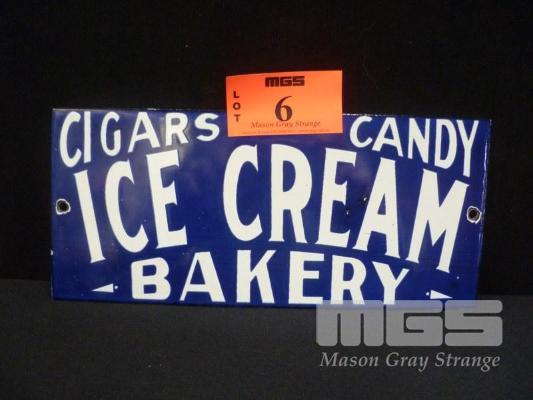 MGS
LOT
6
Mason Gray Strange
CIGARS CANDY
ICE CREAM
BAKERY
MGS
Mason Gray Strange